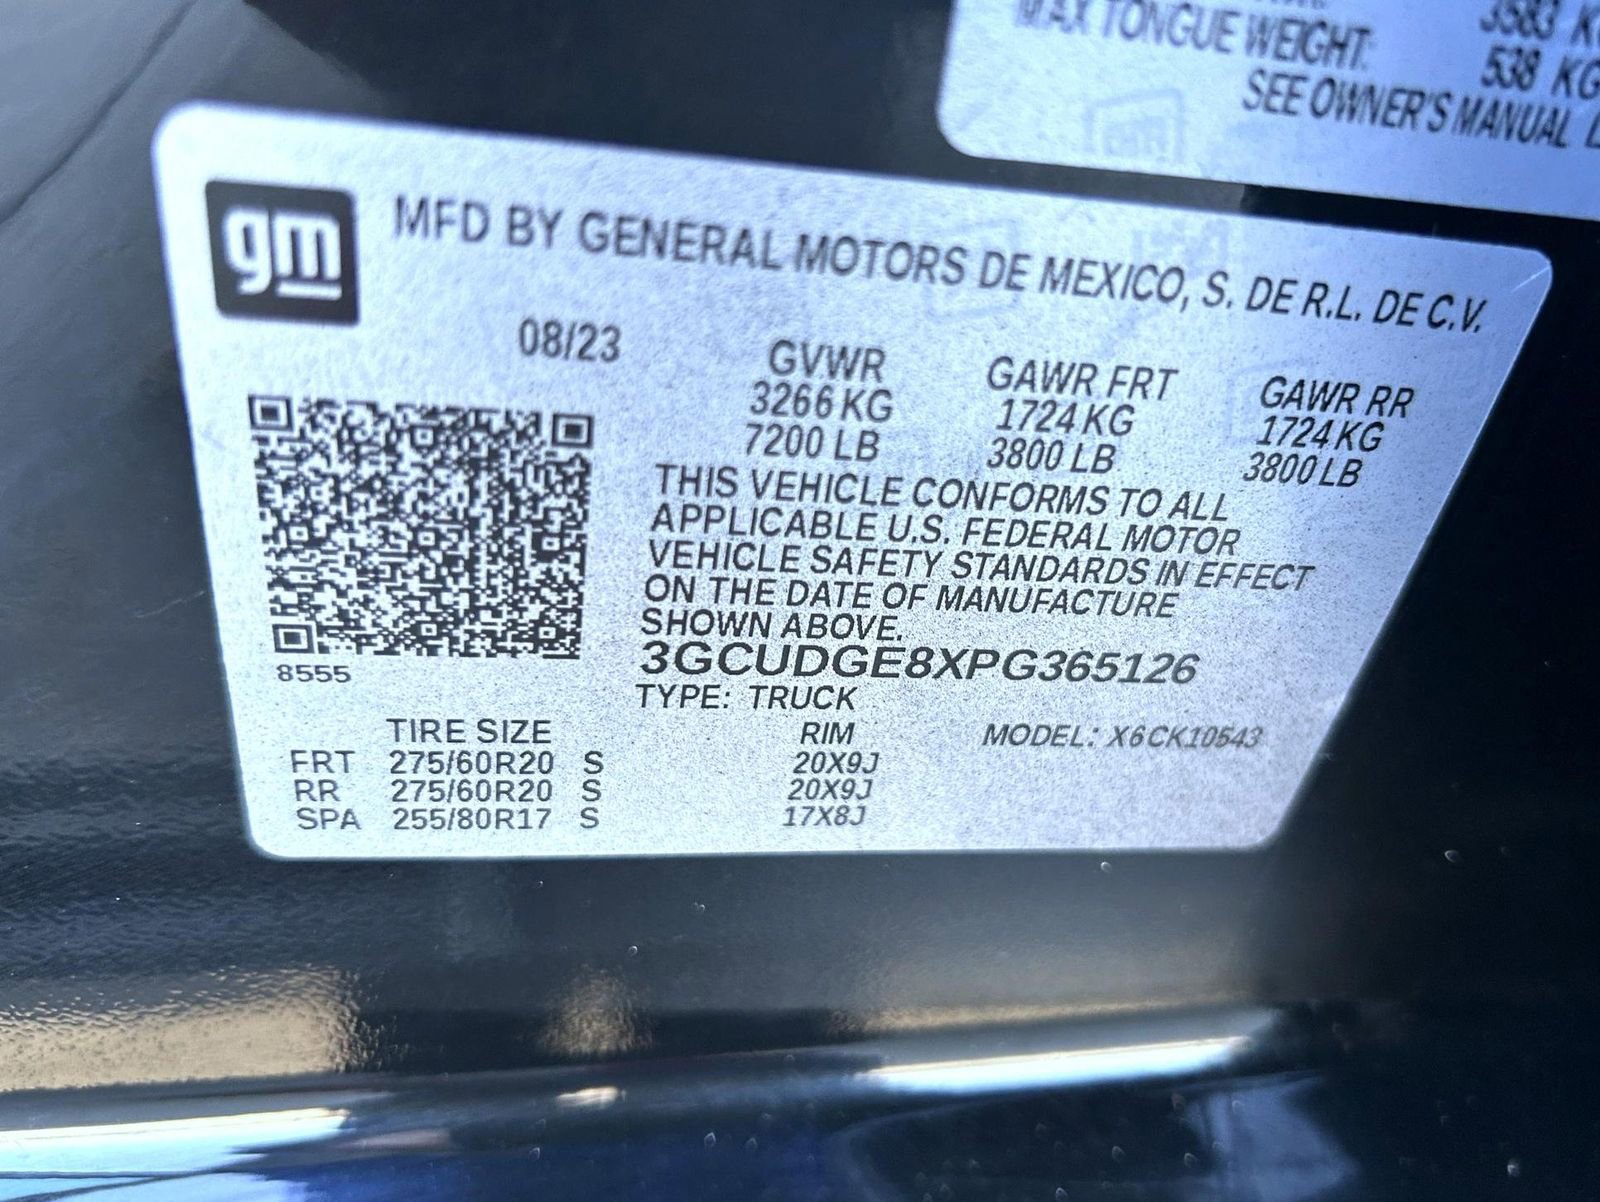 3583
MAX TONGUE WEIGHT:
538 KG
SEE OWNER'S MANUAL
gm
MFD BY GENERAL MOTORS DE MEXICO, S. DE R.L. DE C.V.
08/23
GVWR GAWR FRT GAWR RR
3266 KG 1724 KG 1724 KG
7200 LB 3800 LB 3800 LB
THIS VEHICLE CONFORMS TO ALL
APPLICABLE U.S. FEDERAL MOTOR
VEHICLE SAFETY STANDARDS IN EFFECT
ON THE DATE OF MANUFACTURE
SHOWN ABOVE.
3GCUDGE8XPG365126
8555
TYPE: TRUCK
TIRE SIZE RIM MODEL: X6CK10543
FRT 275/60R20 S 20X9J
RR 275/60R20 S 20X9J
SPA 255/80R17 S 17X8J